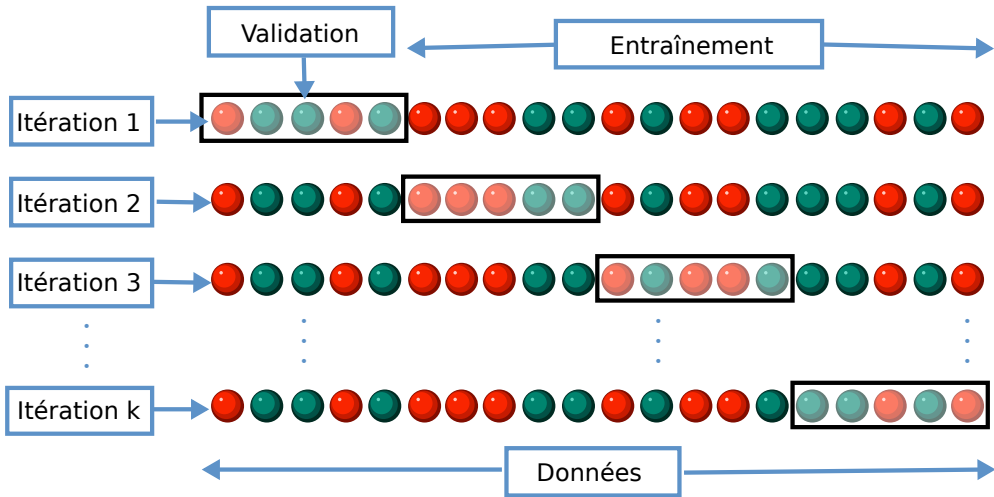 Validation
Entraînement
Itération 1
Itération 2
Itération 3
Itération k
Données